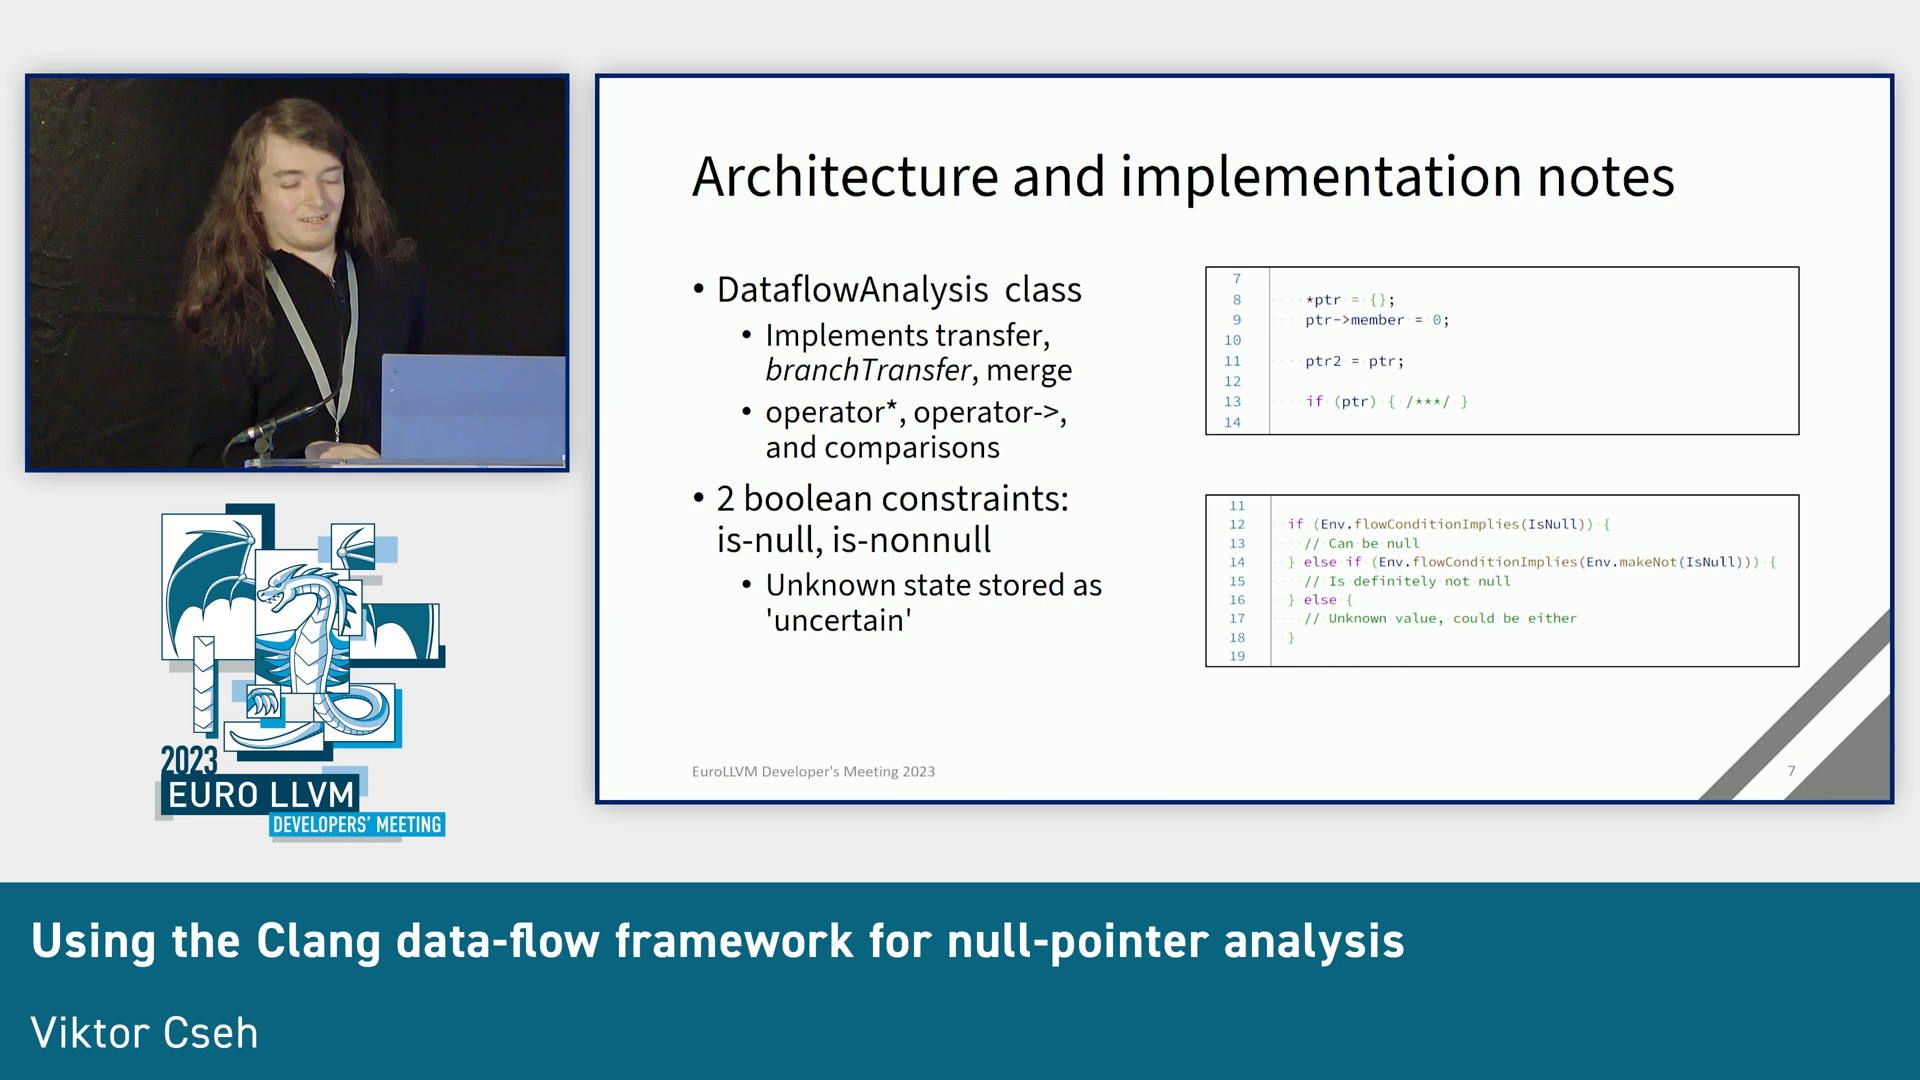 Architecture and implementation notes
• DataflowAnalysis class
• Implements transfer,
branchTransfer, merge
• operator*, operator->,
and comparisons
• 2 boolean constraints:
is-null, is-nonnull
• Unknown state stored as
'uncertain'
7
8 *ptr = {};
9 ptr->member = 0;
10
11 ptr2 = ptr;
12
13 if (ptr) { /***/ }
14
11
12 if (Env.flowConditionImplies(IsNull)) {
13 // Can be null
14 } else if (Env.flowConditionImplies(Env.makeNot(IsNull))) {
15 // Is definitely not null
16 } else {
17 // Unknown value, could be either
18 }
19
EuroLLVM Developer's Meeting 2023
7
2023
EURO LLVM
DEVELOPERS' MEETING
Using the Clang data-flow framework for null-pointer analysis
Viktor Cseh